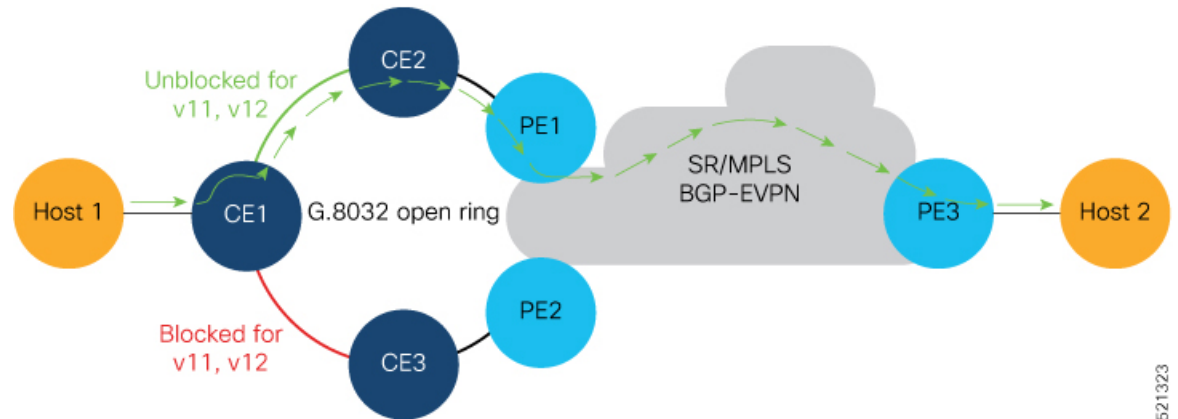 CE2
Unblocked for
v11, v12
PE1
SR/MPLS
BGP-EVPN
Host 1
CE1
G.8032 open ring
PE3
Host 2
PE2
Blocked for
v11, v12
CE3
521323